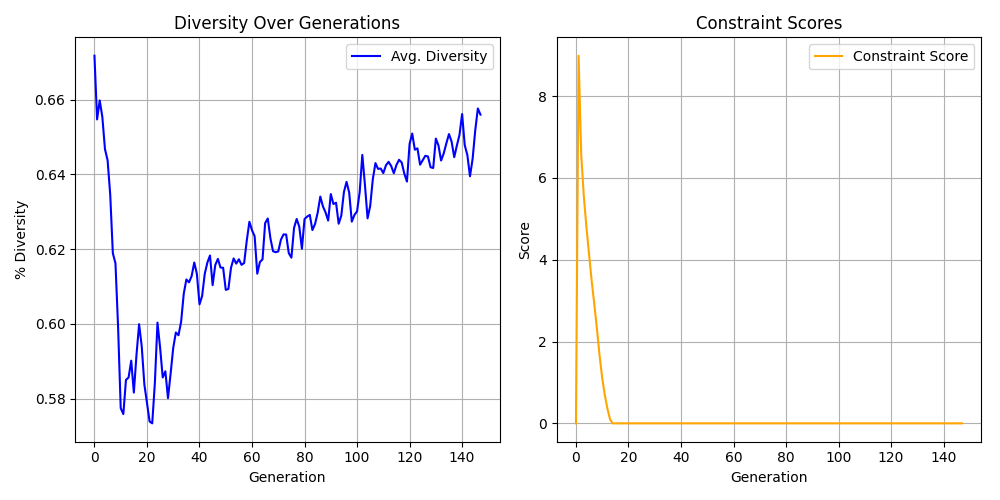 Diversity Over Generations
Avg. Diversity
% Diversity
0.66
0.64
0.62
0.60
0.58
0 20 40 60 80 100 120 140
Generation
Constraint Scores
Constraint Score
Score
8
6
4
2
0
0 20 40 60 80 100 120 140
Generation